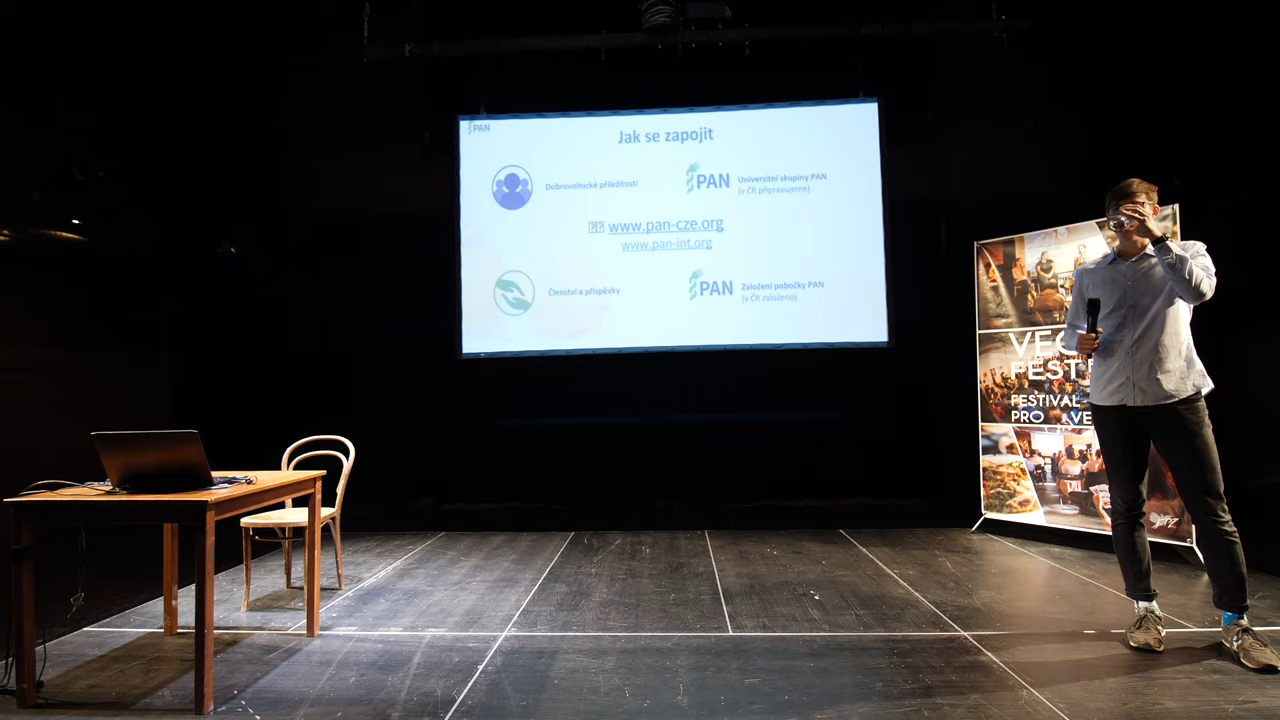 PAN
Jak se zapojit
Dobrovolnické příležitosti
PAN
Univerzitní skupiny PAN
(v ČR připravujeme)
www.pan-cze.org
www.pan-int.org
Členství a příspěvky
PAN
Založení pobočky PAN
(v ČR založeno)
FEST
FESTIVAL
PRO